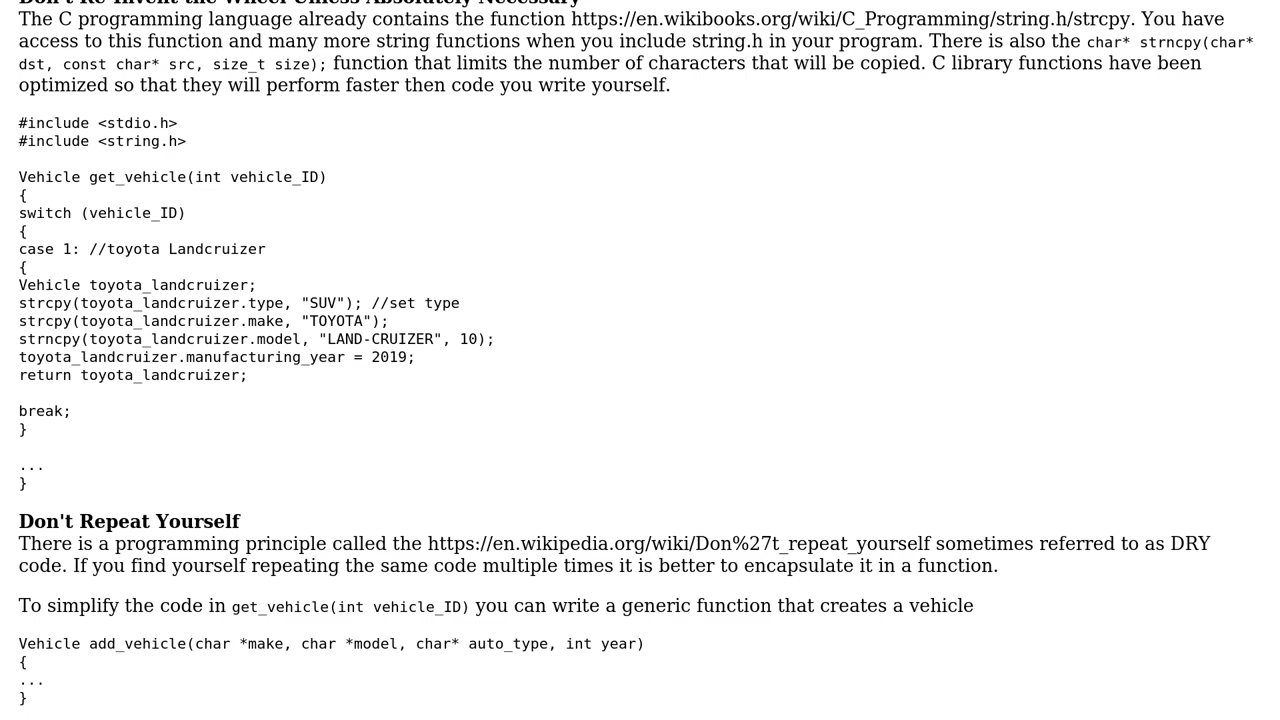 Don't Re-Invent the Wheel Unless Absolutely Necessary
The C programming language already contains the function https://en.wikibooks.org/wiki/C_Programming/string.h/strcpy. You have
access to this function and many more string functions when you include string.h in your program. There is also the char* strncpy(char*
dst, const char* src, size_t size); function that limits the number of characters that will be copied. C library functions have been
optimized so that they will perform faster then code you write yourself.
#include <stdio.h>
#include <string.h>
Vehicle get_vehicle(int vehicle_ID)
{
switch (vehicle_ID)
{
case 1: //toyota Landcruizer
{
Vehicle toyota_landcruizer;
strcpy(toyota_landcruizer.type, "SUV"); //set type
strcpy(toyota_landcruizer.make, "TOYOTA");
strncpy(toyota_landcruizer.model, "LAND-CRUIZER", 10);
toyota_landcruizer.manufacturing_year = 2019;
return toyota_landcruizer;
break;
}
...
}
Don't Repeat Yourself
There is a programming principle called the https://en.wikipedia.org/wiki/Don%27t_repeat_yourself sometimes referred to as DRY
code. If you find yourself repeating the same code multiple times it is better to encapsulate it in a function.
To simplify the code in get_vehicle(int vehicle_ID) you can write a generic function that creates a vehicle
Vehicle add_vehicle(char *make, char *model, char* auto_type, int year)
{
...
}